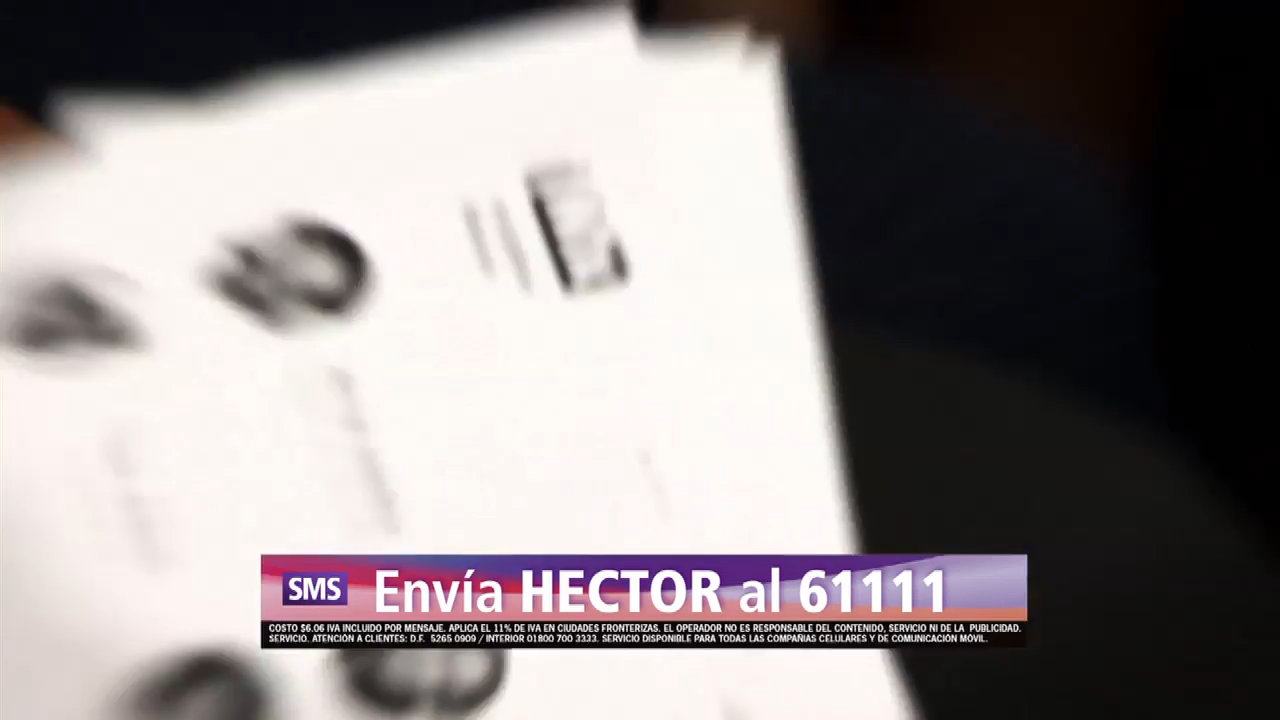 SMS Envía HECTOR al 61111
COSTO $6.06 IVA INCLUIDO POR MENSAJE. APLICA EL 11% DE IVA EN CIUDADES FRONTERIZAS. EL OPERADOR NO ES RESPONSABLE DEL CONTENIDO, SERVICIO NI DE LA PUBLICIDAD.
SERVICIO. ATENCIÓN A CLIENTES: D.F. 5265 0909 / INTERIOR 01800 700 3333. SERVICIO DISPONIBLE PARA TODAS LAS COMPAÑIAS CELULARES Y DE COMUNICACIÓN MÓVIL.